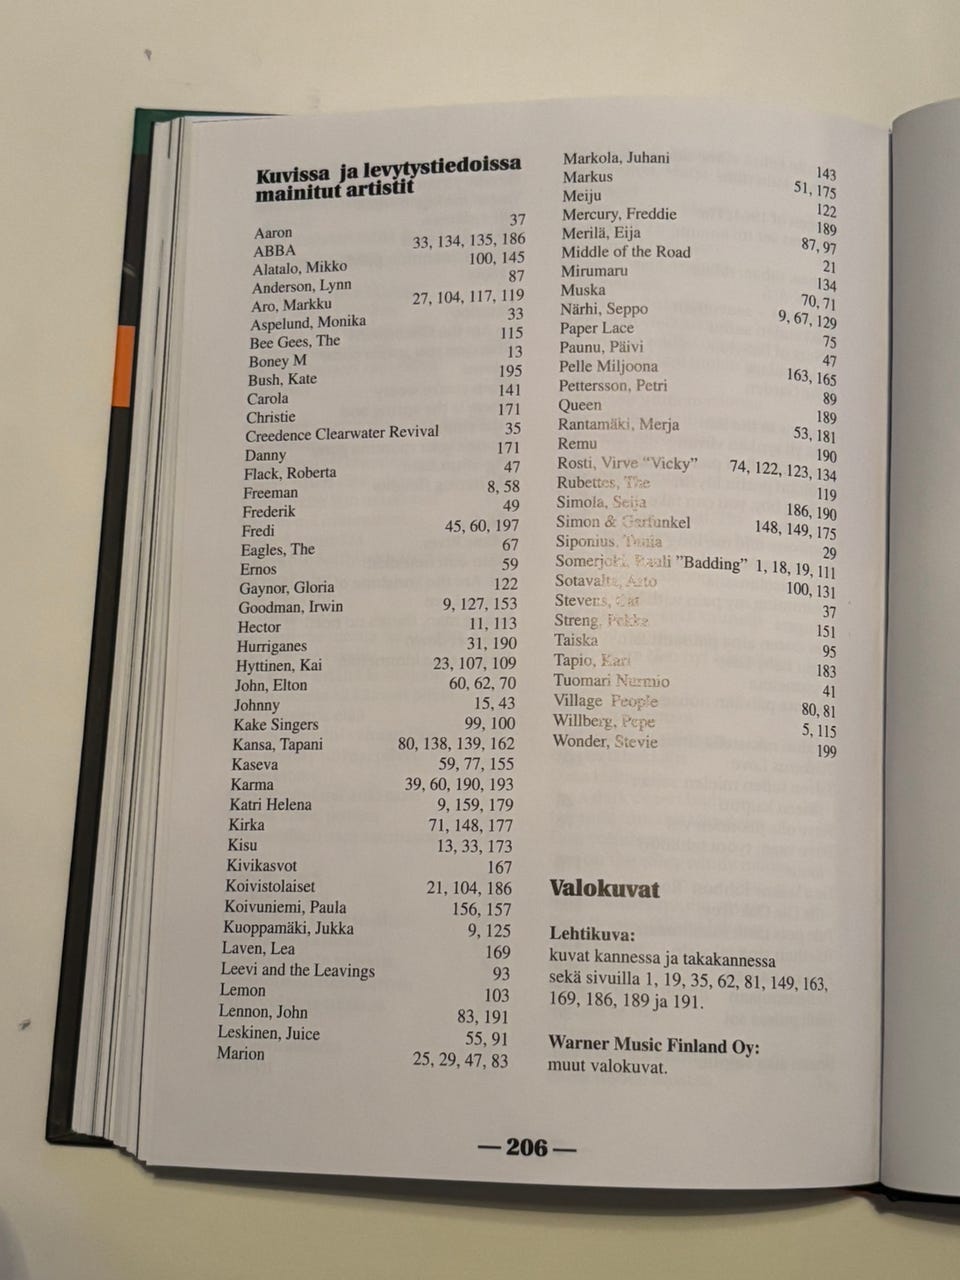 Kuvissa ja levytystiedoissa
mainitut artistit
Aaron 37
ABBA 33, 134, 135, 186
Alatalo, Mikko 100, 145
Anderson, Lynn 87
Aro, Markku 27, 104, 117, 119
Aspelund, Monika 33
Bee Gees, The 115
Boney M 13
Bush, Kate 195
Carola 141
Christie 171
Creedence Clearwater Revival 35
Danny 171
Flack, Roberta 47
Freeman 8, 58
Frederik 49
Fredi 45, 60, 197
Eagles, The 67
Ernos 59
Gaynor, Gloria 122
Goodman, Irwin 9, 127, 153
Hector 11, 113
Hurriganes 31, 190
Hyttinen, Kai 23, 107, 109
John, Elton 60, 62, 70
Johnny 15, 43
Kake Singers 99, 100
Kansa, Tapani 80, 138, 139, 162
Kaseva 59, 77, 155
Karma 39, 60, 190, 193
Katri Helena 9, 159, 179
Kirka 71, 148, 177
Kisu 13, 33, 173
Kivikasvot 167
Koivistolaiset 21, 104, 186
Koivuniemi, Paula 156, 157
Kuoppamäki, Jukka 9, 125
Laven, Lea 169
Leevi and the Leavings 93
Lemon 103
Lennon, John 83, 191
Leskinen, Juice 55, 91
Marion 25, 29, 47, 83
Markola, Juhani 143
Markus 51, 175
Meiju 122
Mercury, Freddie 189
Merilä, Eija 87, 97
Middle of the Road 21
Mirumaru 134
Muska 70, 71
Närhi, Seppo 9, 67, 129
Paper Lace 75
Paunu, Päivi 47
Pelle Miljoona 163, 165
Pettersson, Petri 89
Queen 189
Rantamäki, Merja 53, 181
Remu 190
Rosti, Virve “Vicky” 74, 122, 123, 134
Rubettes, The 119
Simola, Seija 186, 190
Simon & Garfunkel 148, 149, 175
Siponius, Tania 29
Somerjoki, Rauli ”Badding” 1, 18, 19, 111
Sotavalta, Arto 100, 131
Stevens, Cat 37
Streng, Pekka 151
Taiska 95
Tapio, Kari 183
Tuomari Nurmio 41
Village People 80, 81
Willberg, Pepe 5, 115
Wonder, Stevie 199
Valokuvat
Lehtikuva:
kuvat kannessa ja takakannessa
sekä sivuilla 1, 19, 35, 62, 81, 149, 163,
169, 186, 189 ja 191.
Warner Music Finland Oy:
muut valokuvat.
— 206 —